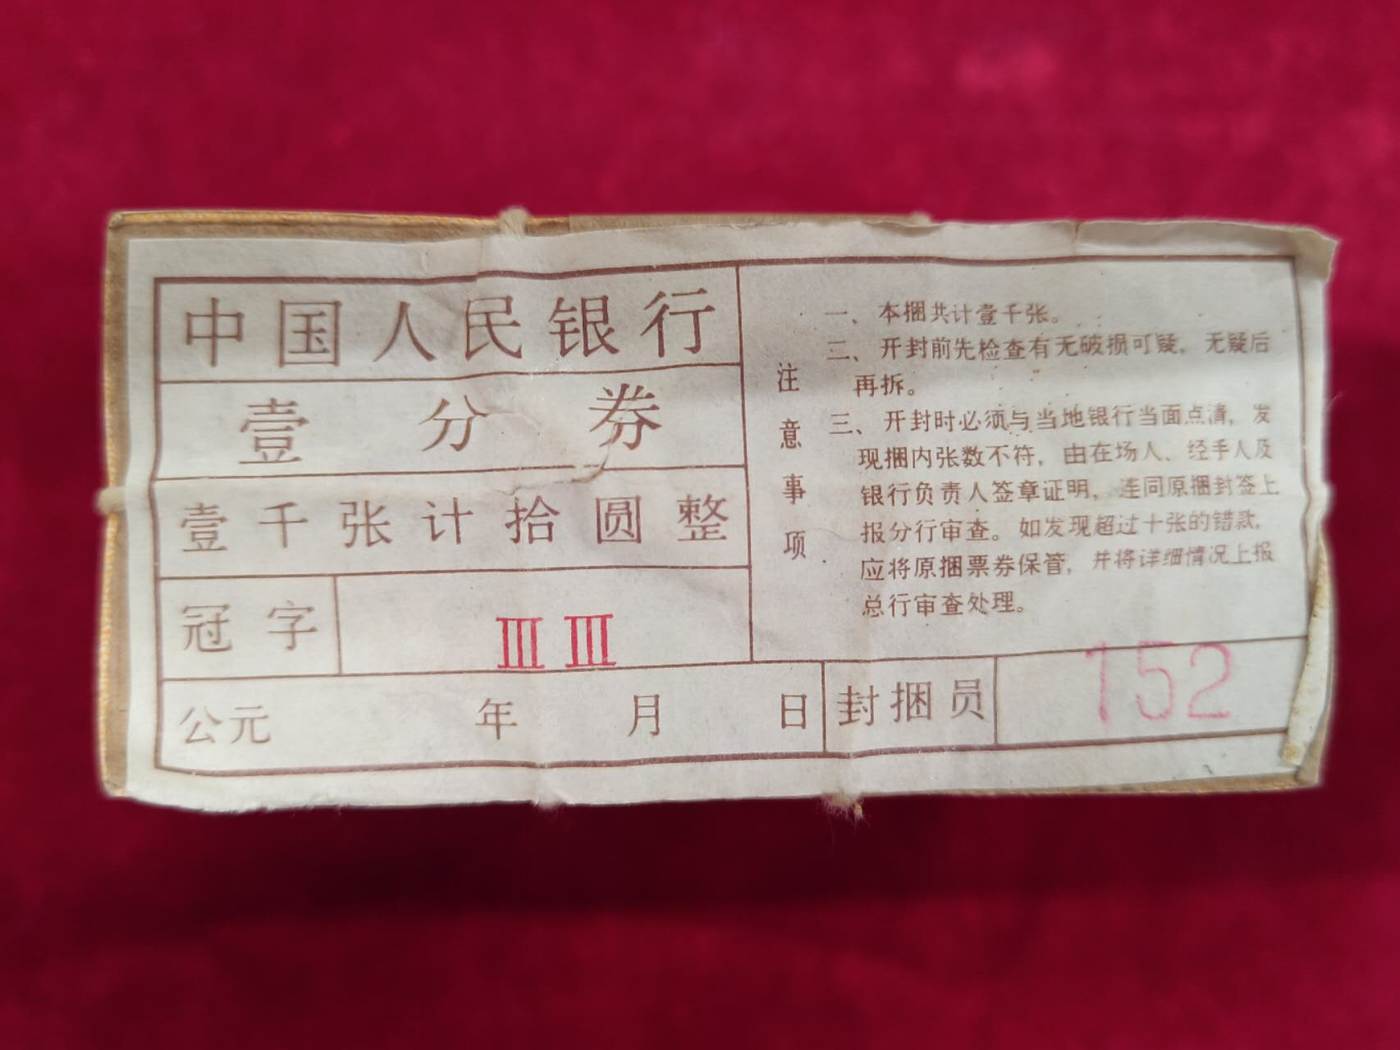 中国人民银行
壹分券
壹千张计拾圆整
冠字 ⅢⅢ
公元 年 月 日
注意事项
一、本捆共计壹千张。
二、开封前先检查有无破损可疑，无疑后
再拆。
三、开封时必须与当地银行当面点清，发
现捆内张数不符，由在场人、经手人及
银行负责人签章证明，连同原捆封签上
报分行审查。如发现超过十张的错款，
应将原捆票券保管，并将详细情况上报
总行审查处理。
封捆员 152